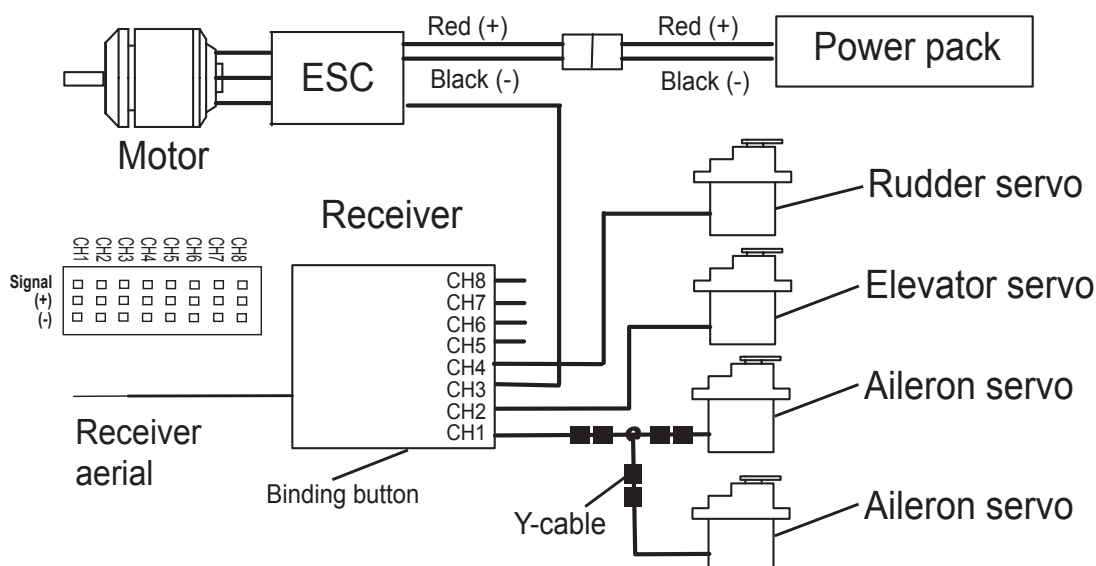 Red (+)
Black (-)
Red (+)
Black (-)
Power pack
ESC
Motor
Rudder servo
Receiver
CH1
CH2
CH3
CH4
CH5
CH6
CH7
CH8
Signal
(+)
(-)
CH8
CH7
CH6
CH5
CH4
CH3
CH2
CH1
Elevator servo
Aileron servo
Receiver
aerial
Binding button
Y-cable
Aileron servo